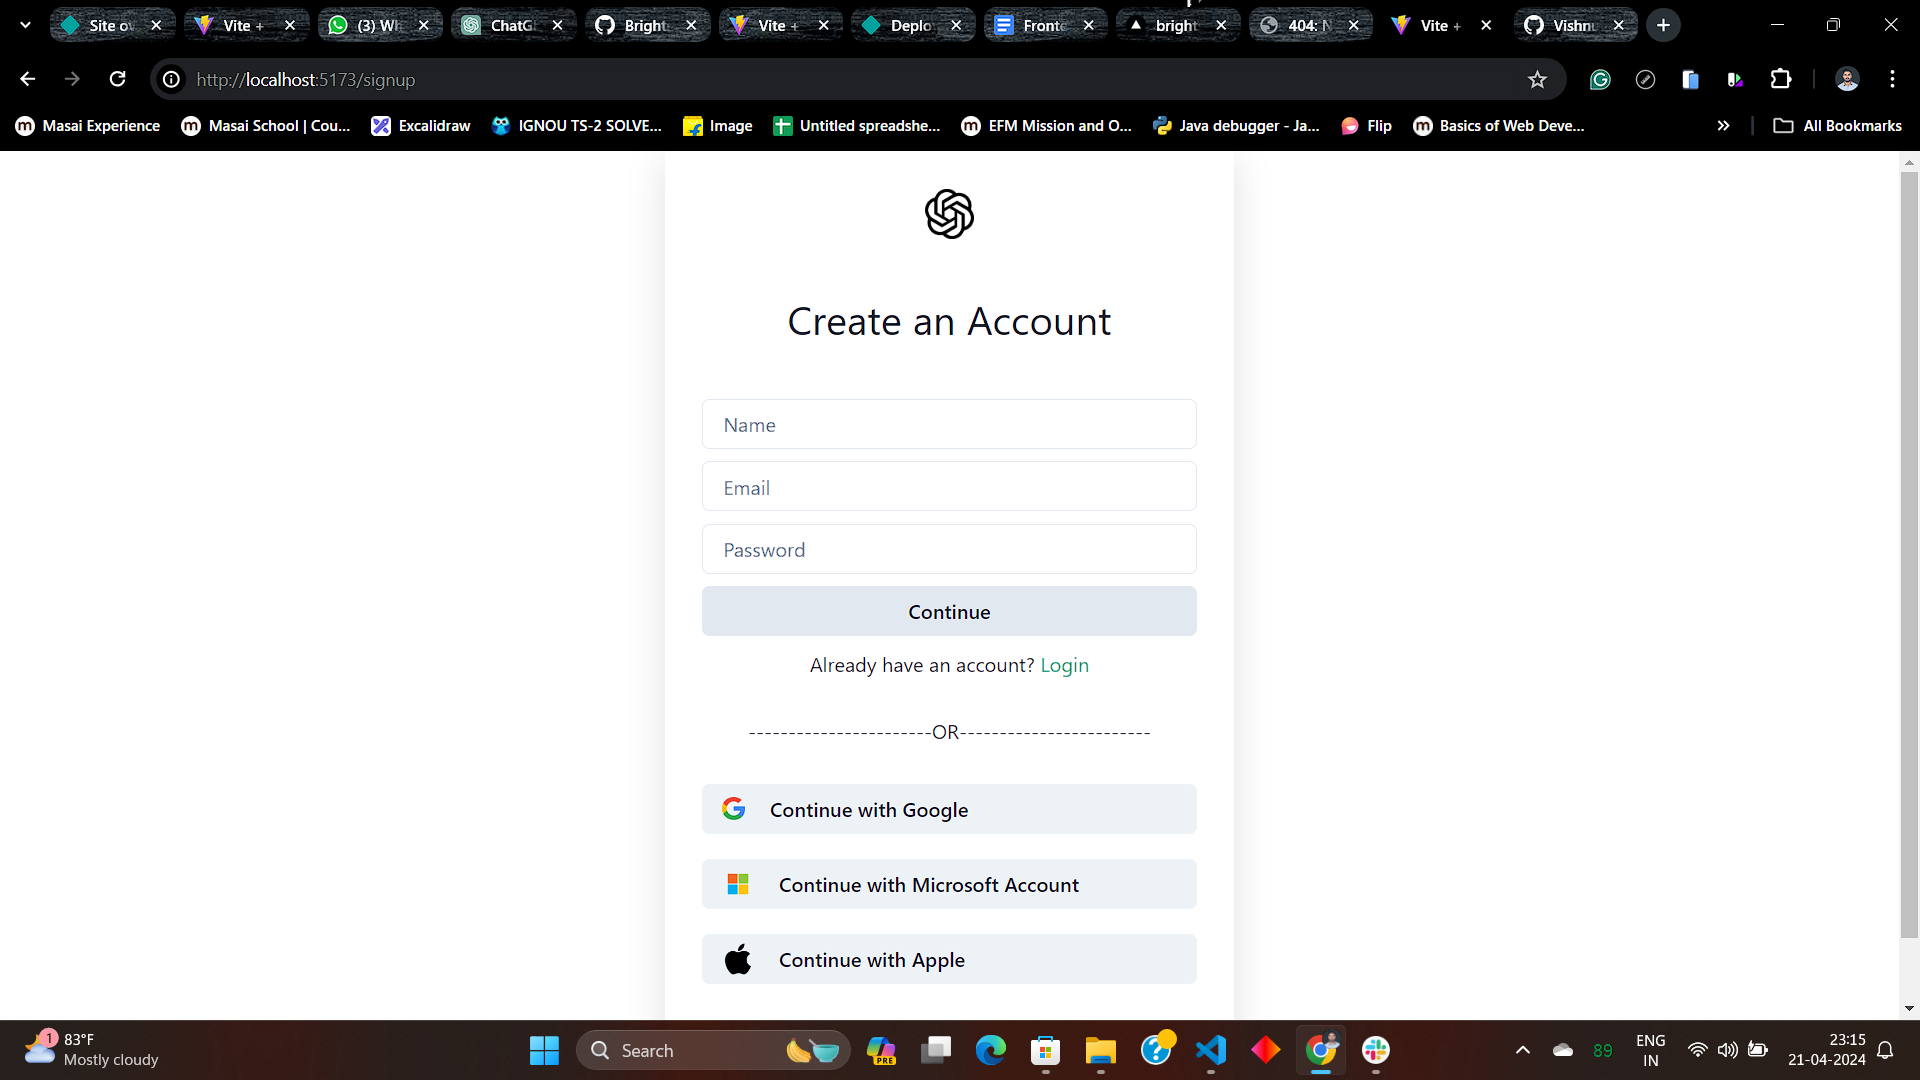 Site ov
Vite +
(3) Wh
ChatG
Bright
Vite +
Deplo
Fronte
bright
404: N
Vite +
Vishnu
http://localhost:5173/signup
Masai Experience
Masai School | Cou...
Excalidraw
IGNOU TS-2 SOLVE...
Image
Untitled spreadshe...
EFM Mission and O...
Java debugger - Ja...
Flip
Basics of Web Deve...
All Bookmarks
Create an Account
Name
Email
Password
Continue
Already have an account? Login
-----------------------OR------------------------
Continue with Google
Continue with Microsoft Account
Continue with Apple
1
83°F
Mostly cloudy
Search
PRE
89
ENG
IN
23:15
21-04-2024